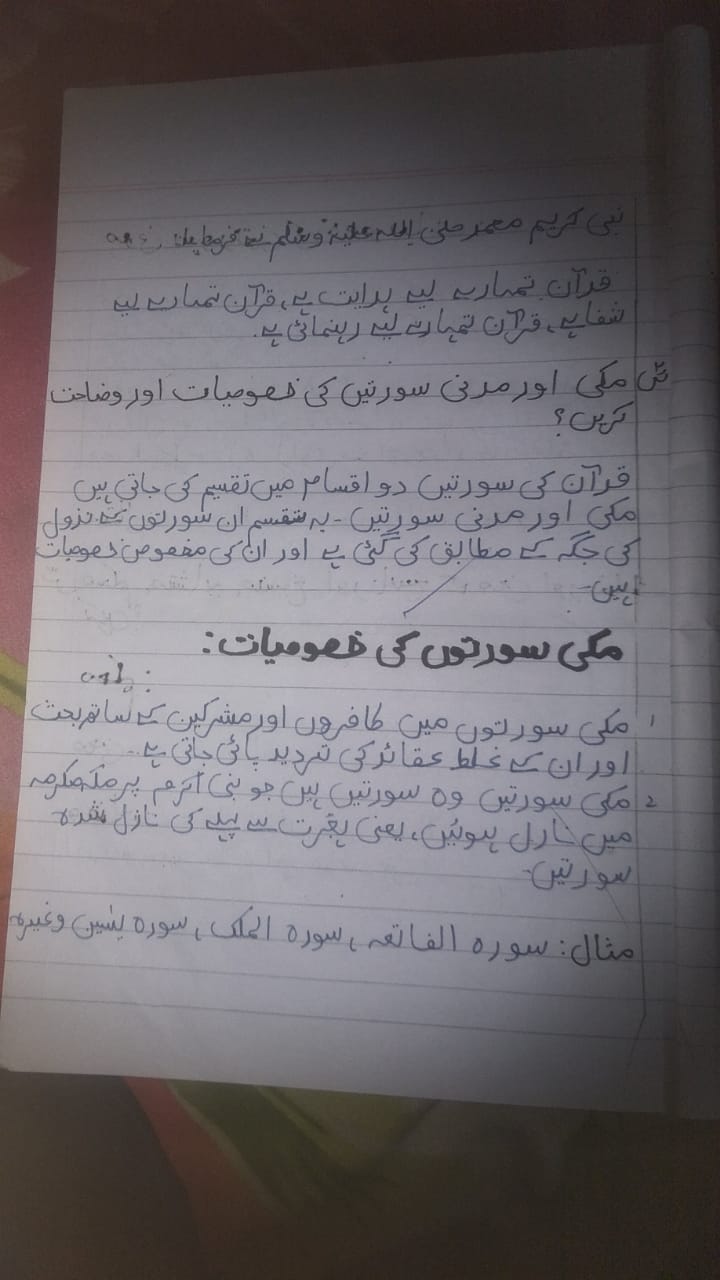 نبی کریم محمد صلی اللہ علیہ وسلم نے فرمایا
قرآن تمہارے لیے ہدایت ہے، قرآن تمہارے لیے
شفا ہے، قرآن تمہارے لیے رہنمائی ہے۔
س مکی اور مدنی سورتیں کی خصوصیات اور وضاحت
کریں؟
قرآن کی سورتیں دو اقسام میں تقسیم کی جاتی ہیں
مکی اور مدنی سورتیں - یہ تقسیم ان سورتوں کے نزول
کی جگہ کے مطابق کی گئی ہے اور ان کی مخصوص خصوصیات
ہیں-
مکی سورتوں کی خصوصیات:
1 مکی سورتوں میں کافروں اور مشرکین کے ساتھ بحث
اور ان کے غلط عقائد کی تردید پائی جاتی ہے۔
2 مکی سورتیں وہ سورتیں ہیں جو نبی اکرم پر مکہ مکرمہ
میں نازل ہوئیں، یعنی ہجرت سے پہلے کی نازل شدہ
سورتیں-
مثال: سورہ الفاتحہ، سورہ الملک، سورہ یٰسین وغیرہ